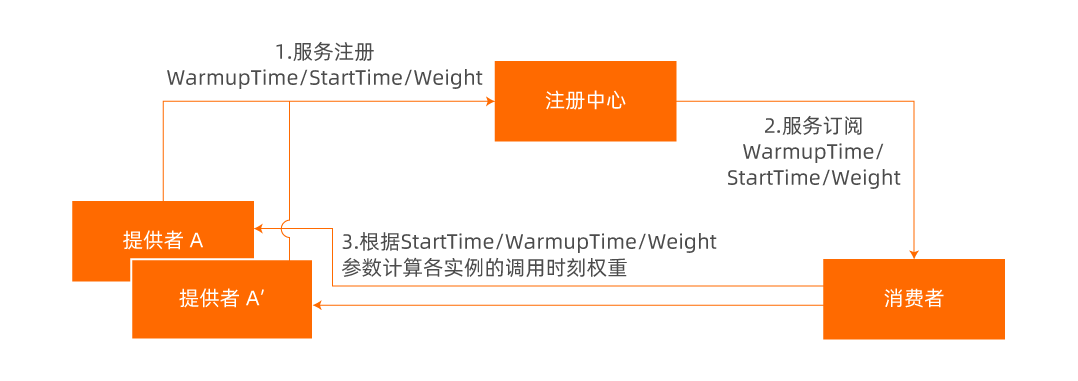 1.服务注册
WarmupTime/StartTime/Weight
注册中心
2.服务订阅
WarmupTime/
StartTime/Weight
提供者 A
3.根据StartTime/WarmupTime/Weight
参数计算各实例的调用时刻权重
提供者 A′
消费者